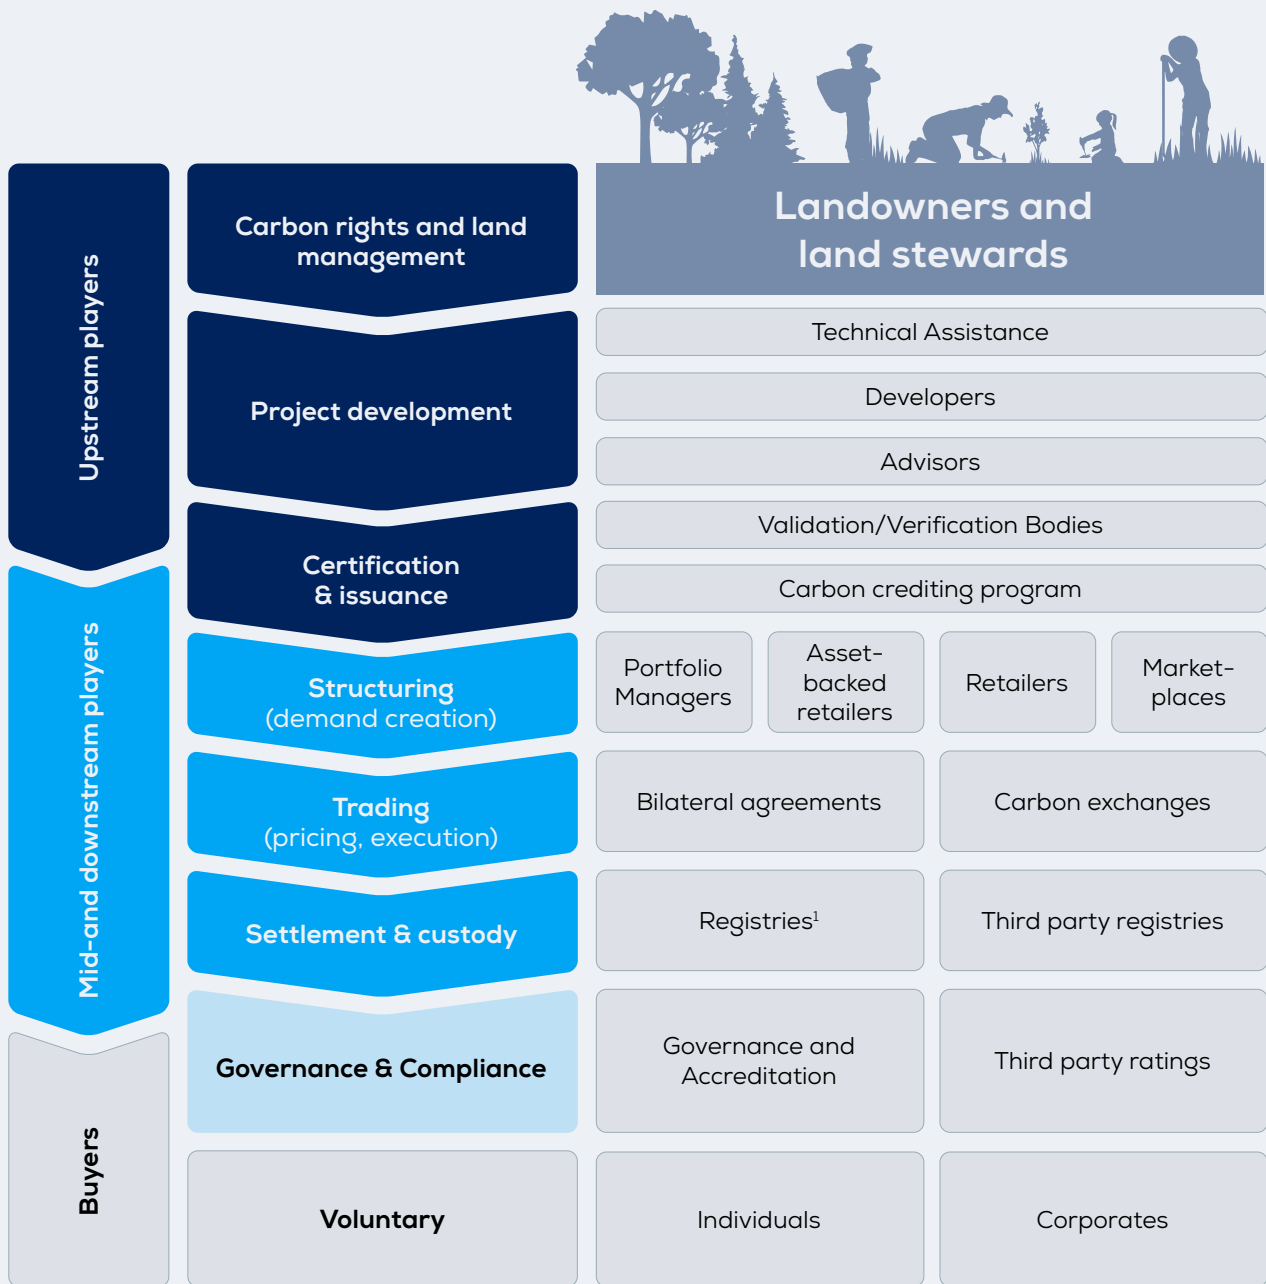 Upstream players
Carbon rights and land
management
Landowners and
land stewards
Project development
Technical Assistance
Developers
Advisors
Certification
& issuance
Validation/Verification Bodies
Carbon crediting program
Mid-and downstream players
Structuring
(demand creation)
Portfolio
Managers
Asset-
backed
retailers
Retailers
Market-
places
Trading
(pricing, execution)
Bilateral agreements
Carbon exchanges
Settlement & custody
Registries¹
Third party registries
Governance & Compliance
Governance and
Accreditation
Third party ratings
Buyers
Voluntary
Individuals
Corporates